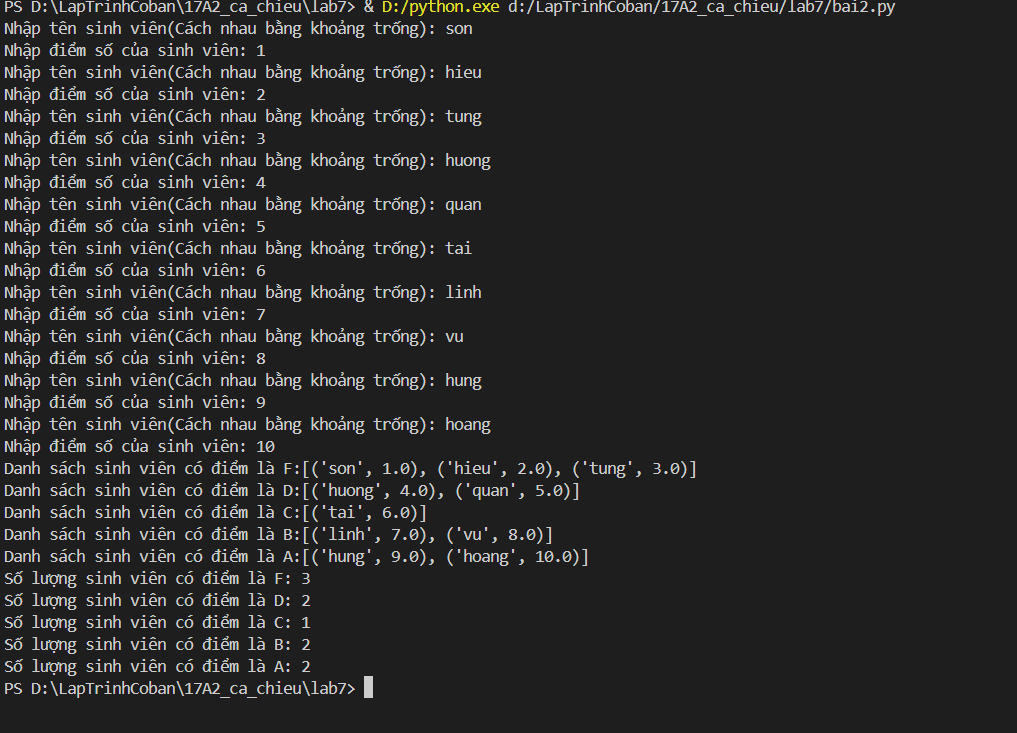 PS D:\LapTrinhCoban\17A2_ca_chieu\lab7> & D:/python.exe d:/LapTrinhCoban/17A2_ca_chieu/lab7/bai2.py
Nhập tên sinh viên(Cách nhau bằng khoảng trống): son
Nhập điểm số của sinh viên: 1
Nhập tên sinh viên(Cách nhau bằng khoảng trống): hieu
Nhập điểm số của sinh viên: 2
Nhập tên sinh viên(Cách nhau bằng khoảng trống): tung
Nhập điểm số của sinh viên: 3
Nhập tên sinh viên(Cách nhau bằng khoảng trống): huong
Nhập điểm số của sinh viên: 4
Nhập tên sinh viên(Cách nhau bằng khoảng trống): quan
Nhập điểm số của sinh viên: 5
Nhập tên sinh viên(Cách nhau bằng khoảng trống): tai
Nhập điểm số của sinh viên: 6
Nhập tên sinh viên(Cách nhau bằng khoảng trống): linh
Nhập điểm số của sinh viên: 7
Nhập tên sinh viên(Cách nhau bằng khoảng trống): vu
Nhập điểm số của sinh viên: 8
Nhập tên sinh viên(Cách nhau bằng khoảng trống): hung
Nhập điểm số của sinh viên: 9
Nhập tên sinh viên(Cách nhau bằng khoảng trống): hoang
Nhập điểm số của sinh viên: 10
Danh sách sinh viên có điểm là F:[('son', 1.0), ('hieu', 2.0), ('tung', 3.0)]
Danh sách sinh viên có điểm là D:[('huong', 4.0), ('quan', 5.0)]
Danh sách sinh viên có điểm là C:[('tai', 6.0)]
Danh sách sinh viên có điểm là B:[('linh', 7.0), ('vu', 8.0)]
Danh sách sinh viên có điểm là A:[('hung', 9.0), ('hoang', 10.0)]
Số lượng sinh viên có điểm là F: 3
Số lượng sinh viên có điểm là D: 2
Số lượng sinh viên có điểm là C: 1
Số lượng sinh viên có điểm là B: 2
Số lượng sinh viên có điểm là A: 2
PS D:\LapTrinhCoban\17A2_ca_chieu\lab7>